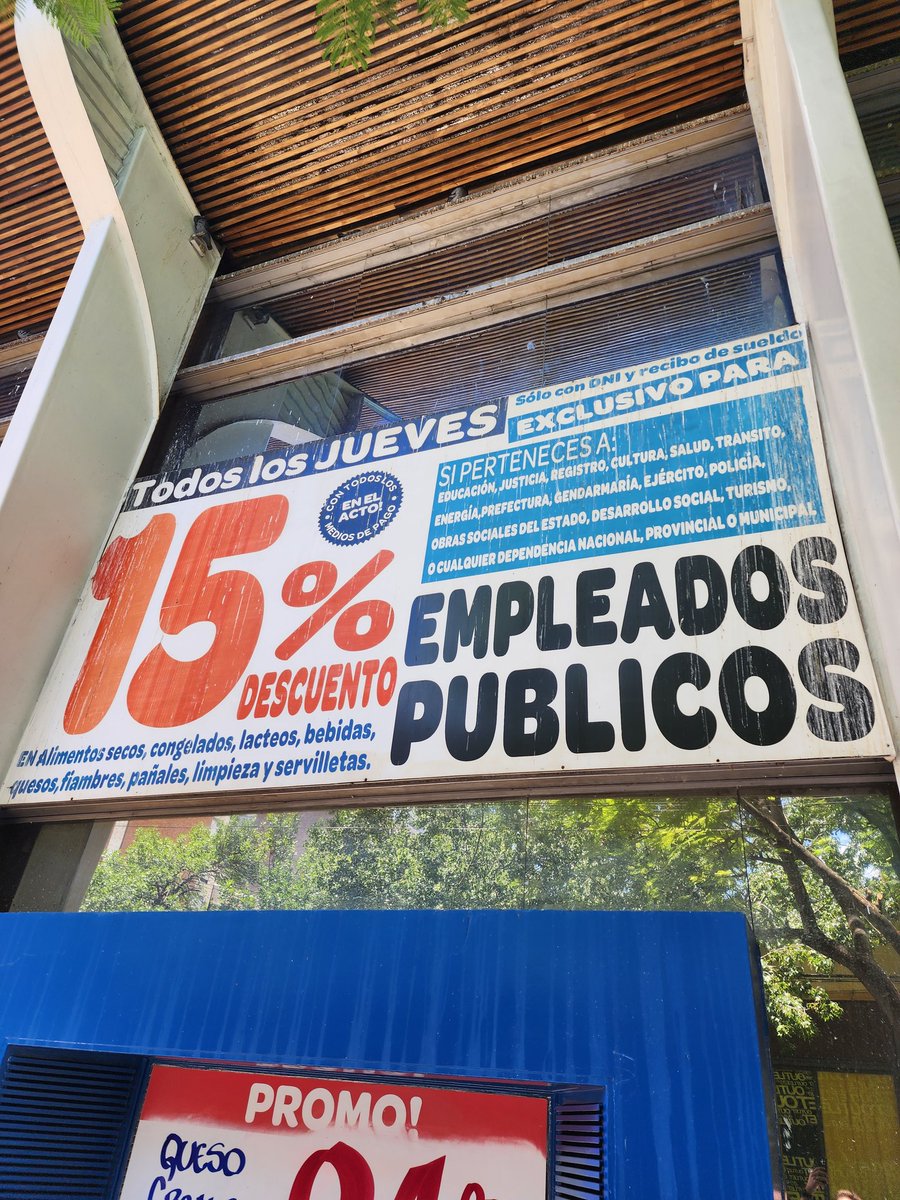 Todos los JUEVES
Sólo con DNI y recibo de sueldo
EXCLUSIVO PARA
15% DESCUENTO
CON TODOS LOS
EN EL
ACTO!
MEDIOS DE PAGO
SI PERTENECES A:
EDUCACIÓN, JUSTICIA, REGISTRO, CULTURA, SALUD, TRANSITO,
ENERGÍA,PREFECTURA, GENDARMARÍA, EJÉRCITO, POLICÍA,
OBRAS SOCIALES DEL ESTADO, DESARROLLO SOCIAL, TURISMO,
O CUALQUIER DEPENDENCIA NACIONAL, PROVINCIAL O MUNICIPAL
EMPLEADOS
PUBLICOS
EN Alimentos secos, congelados, lacteos, bebidas,
quesos, fiambres, pañales, limpieza y servilletas.
PROMO!
QUESO